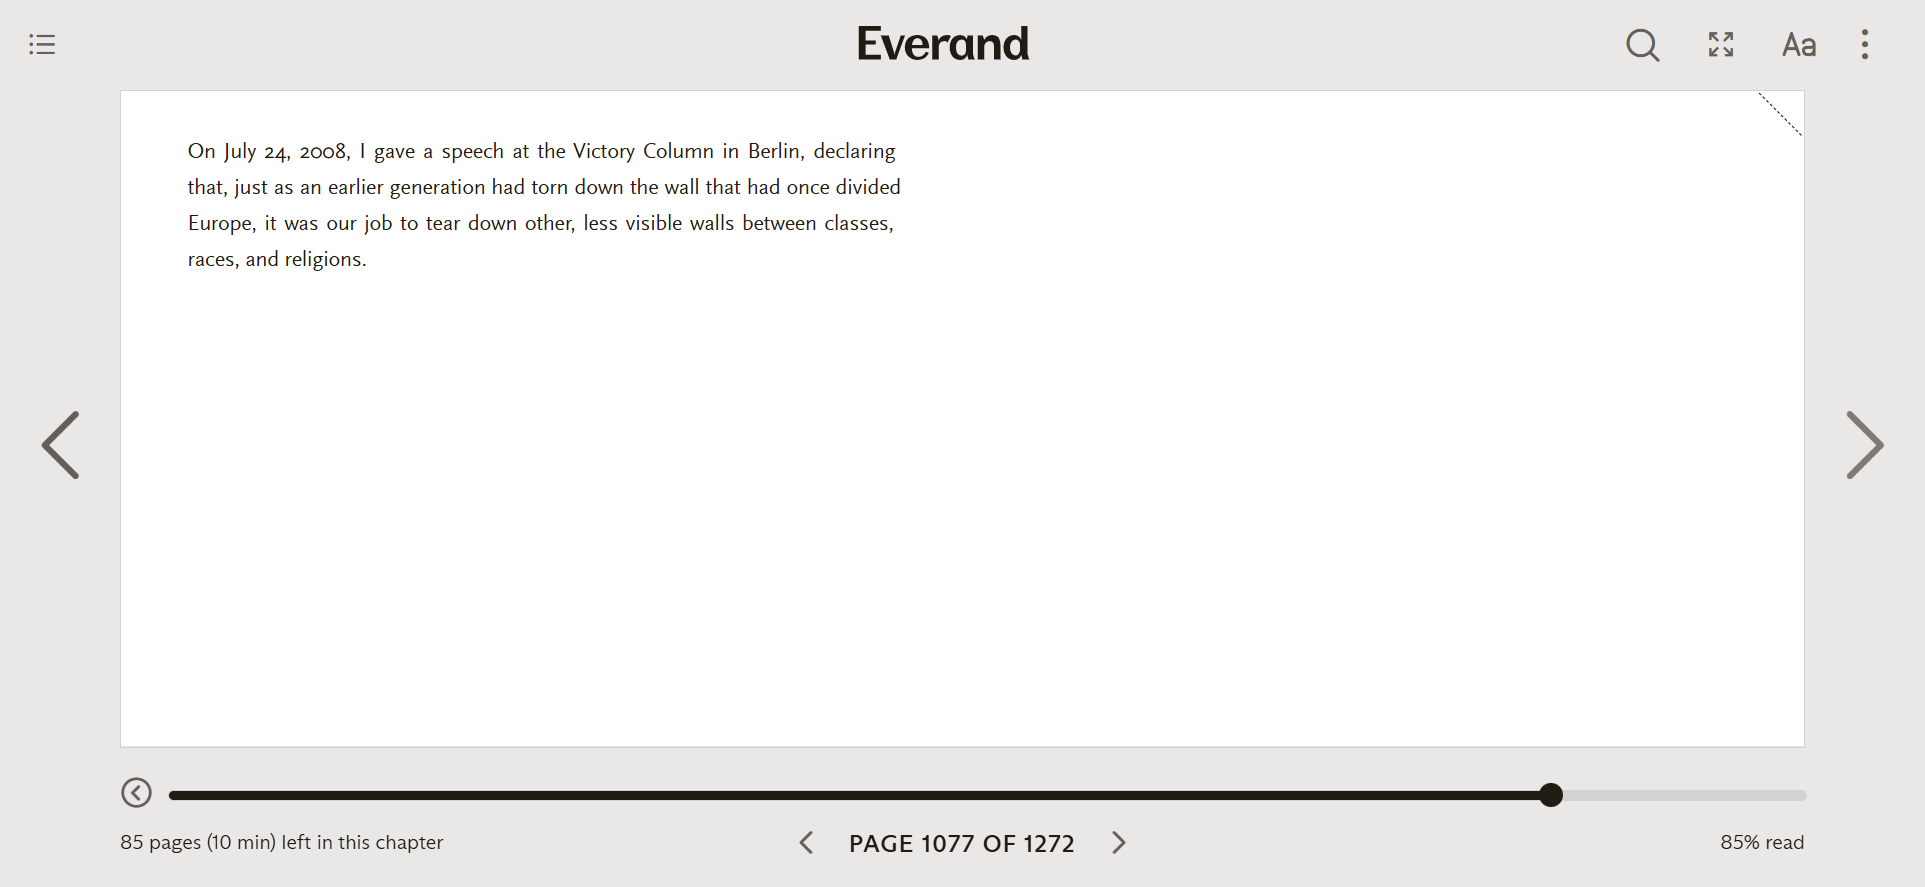 Everand
Aa
On July 24, 2008, I gave a speech at the Victory Column in Berlin, declaring
that, just as an earlier generation had torn down the wall that had once divided
Europe, it was our job to tear down other, less visible walls between classes,
races, and religions.
85 pages (10 min) left in this chapter
PAGE 1077 OF 1272
85% read